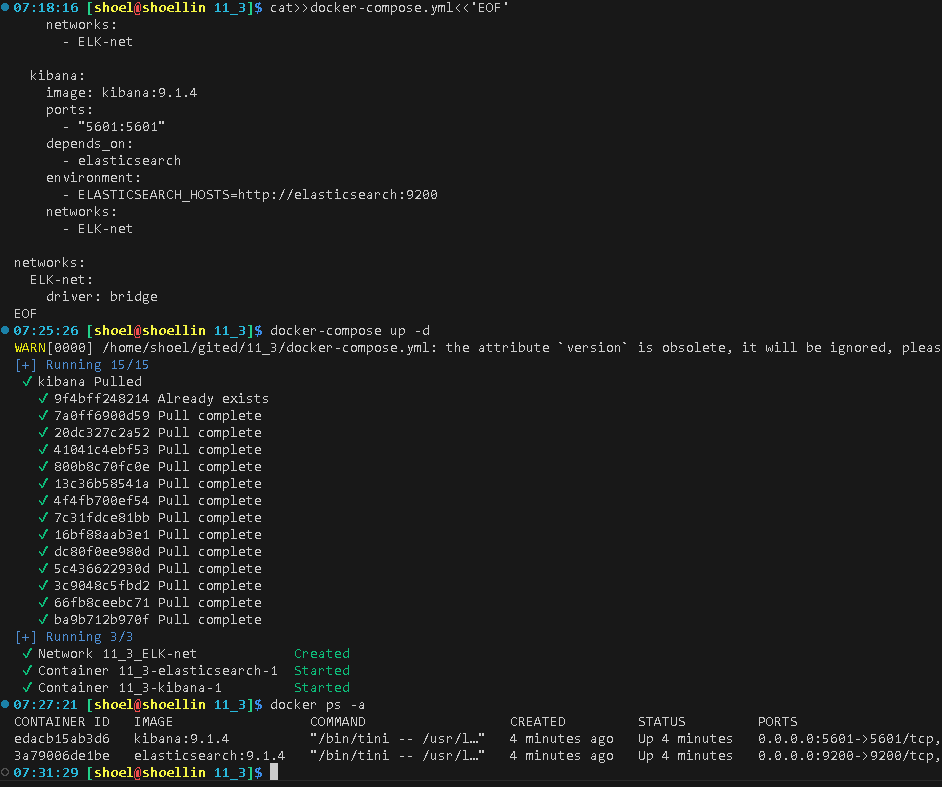 07:18:16 [shoel@shoellin 11_3]$ cat>>docker-compose.yml<<'EOF'
    networks:
      - ELK-net

  kibana:
    image: kibana:9.1.4
    ports:
      - "5601:5601"
    depends_on:
      - elasticsearch
    environment:
      - ELASTICSEARCH_HOSTS=http://elasticsearch:9200
    networks:
      - ELK-net

networks:
  ELK-net:
    driver: bridge
EOF
07:25:26 [shoel@shoellin 11_3]$ docker-compose up -d
WARN[0000] /home/shoel/gited/11_3/docker-compose.yml: the attribute `version` is obsolete, it will be ignored, pleas
[+] Running 15/15
 ✓ kibana Pulled
   ✓ 9f4bff248214 Already exists
   ✓ 7a0ff6900d59 Pull complete
   ✓ 20dc327c2a52 Pull complete
   ✓ 41041c4ebf53 Pull complete
   ✓ 800b8c70fc0e Pull complete
   ✓ 13c36b58541a Pull complete
   ✓ 4f4fb700ef54 Pull complete
   ✓ 7c31fdce81bb Pull complete
   ✓ 16bf88aab3e1 Pull complete
   ✓ dc80f0ee980d Pull complete
   ✓ 5c436622930d Pull complete
   ✓ 3c9048c5fbd2 Pull complete
   ✓ 66fb8ceebc71 Pull complete
   ✓ ba9b712b970f Pull complete
[+] Running 3/3
 ✓ Network 11_3_ELK-net            Created
 ✓ Container 11_3-elasticsearch-1  Started
 ✓ Container 11_3-kibana-1         Started
07:27:21 [shoel@shoellin 11_3]$ docker ps -a
CONTAINER ID   IMAGE                 COMMAND                  CREATED         STATUS         PORTS
edacb15ab3d6   kibana:9.1.4          "/bin/tini -- /usr/l…"   4 minutes ago   Up 4 minutes   0.0.0.0:5601->5601/tcp,
3a79006de1be   elasticsearch:9.1.4   "/bin/tini -- /usr/l…"   4 minutes ago   Up 4 minutes   0.0.0.0:9200->9200/tcp,
07:31:29 [shoel@shoellin 11_3]$